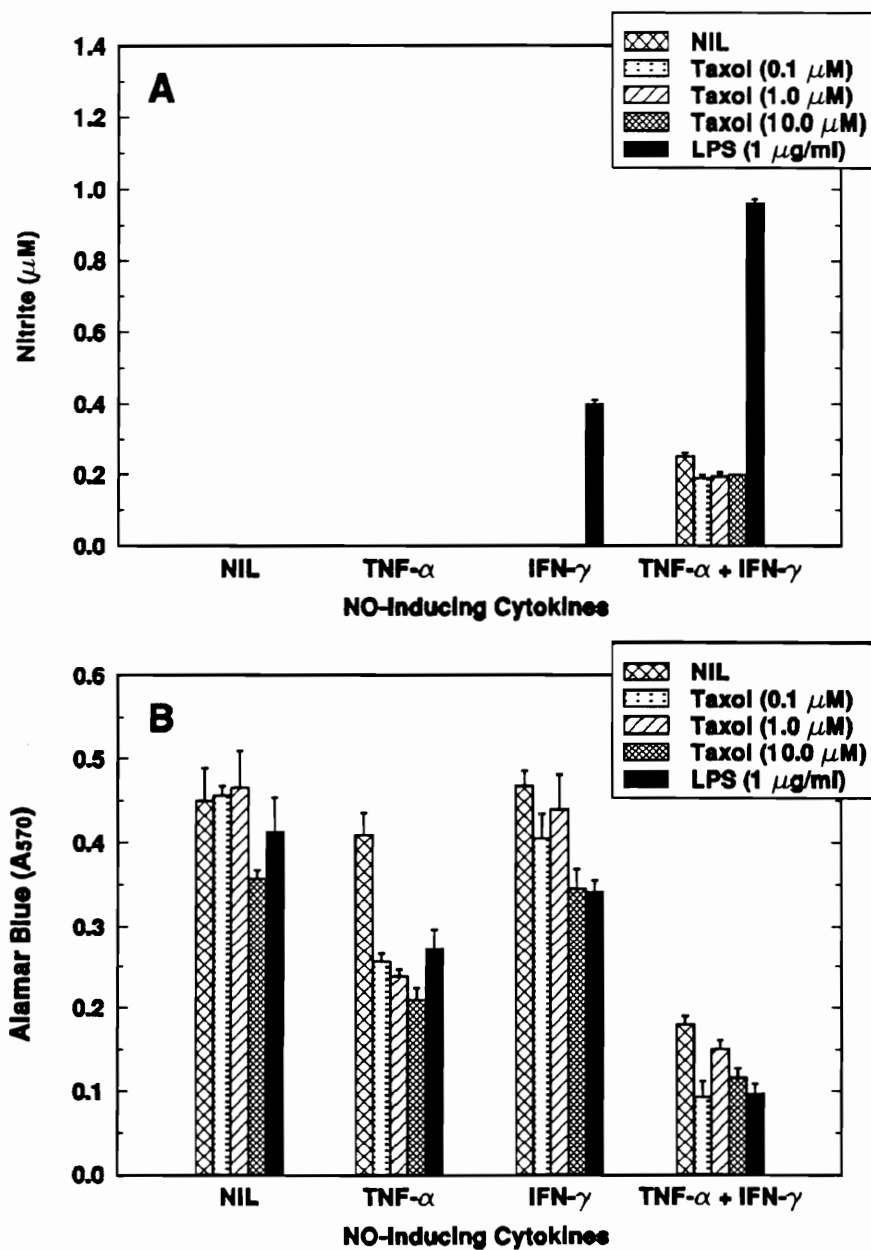 A
NIL
Taxol (0.1 μM)
Taxol (1.0 μM)
Taxol (10.0 μM)
LPS (1 μg/ml)
1.4
1.2
1.0
0.8
0.6
0.4
0.2
0.0
Nitrite (μM)
NIL TNF-α IFN-γ TNF-α + IFN-γ
NO-Inducing Cytokines
B
NIL
Taxol (0.1 μM)
Taxol (1.0 μM)
Taxol (10.0 μM)
LPS (1 μg/ml)
0.6
0.5
0.4
0.3
0.2
0.1
0.0
Alamar Blue (A570)
NIL TNF-α IFN-γ TNF-α + IFN-γ
NO-Inducing Cytokines